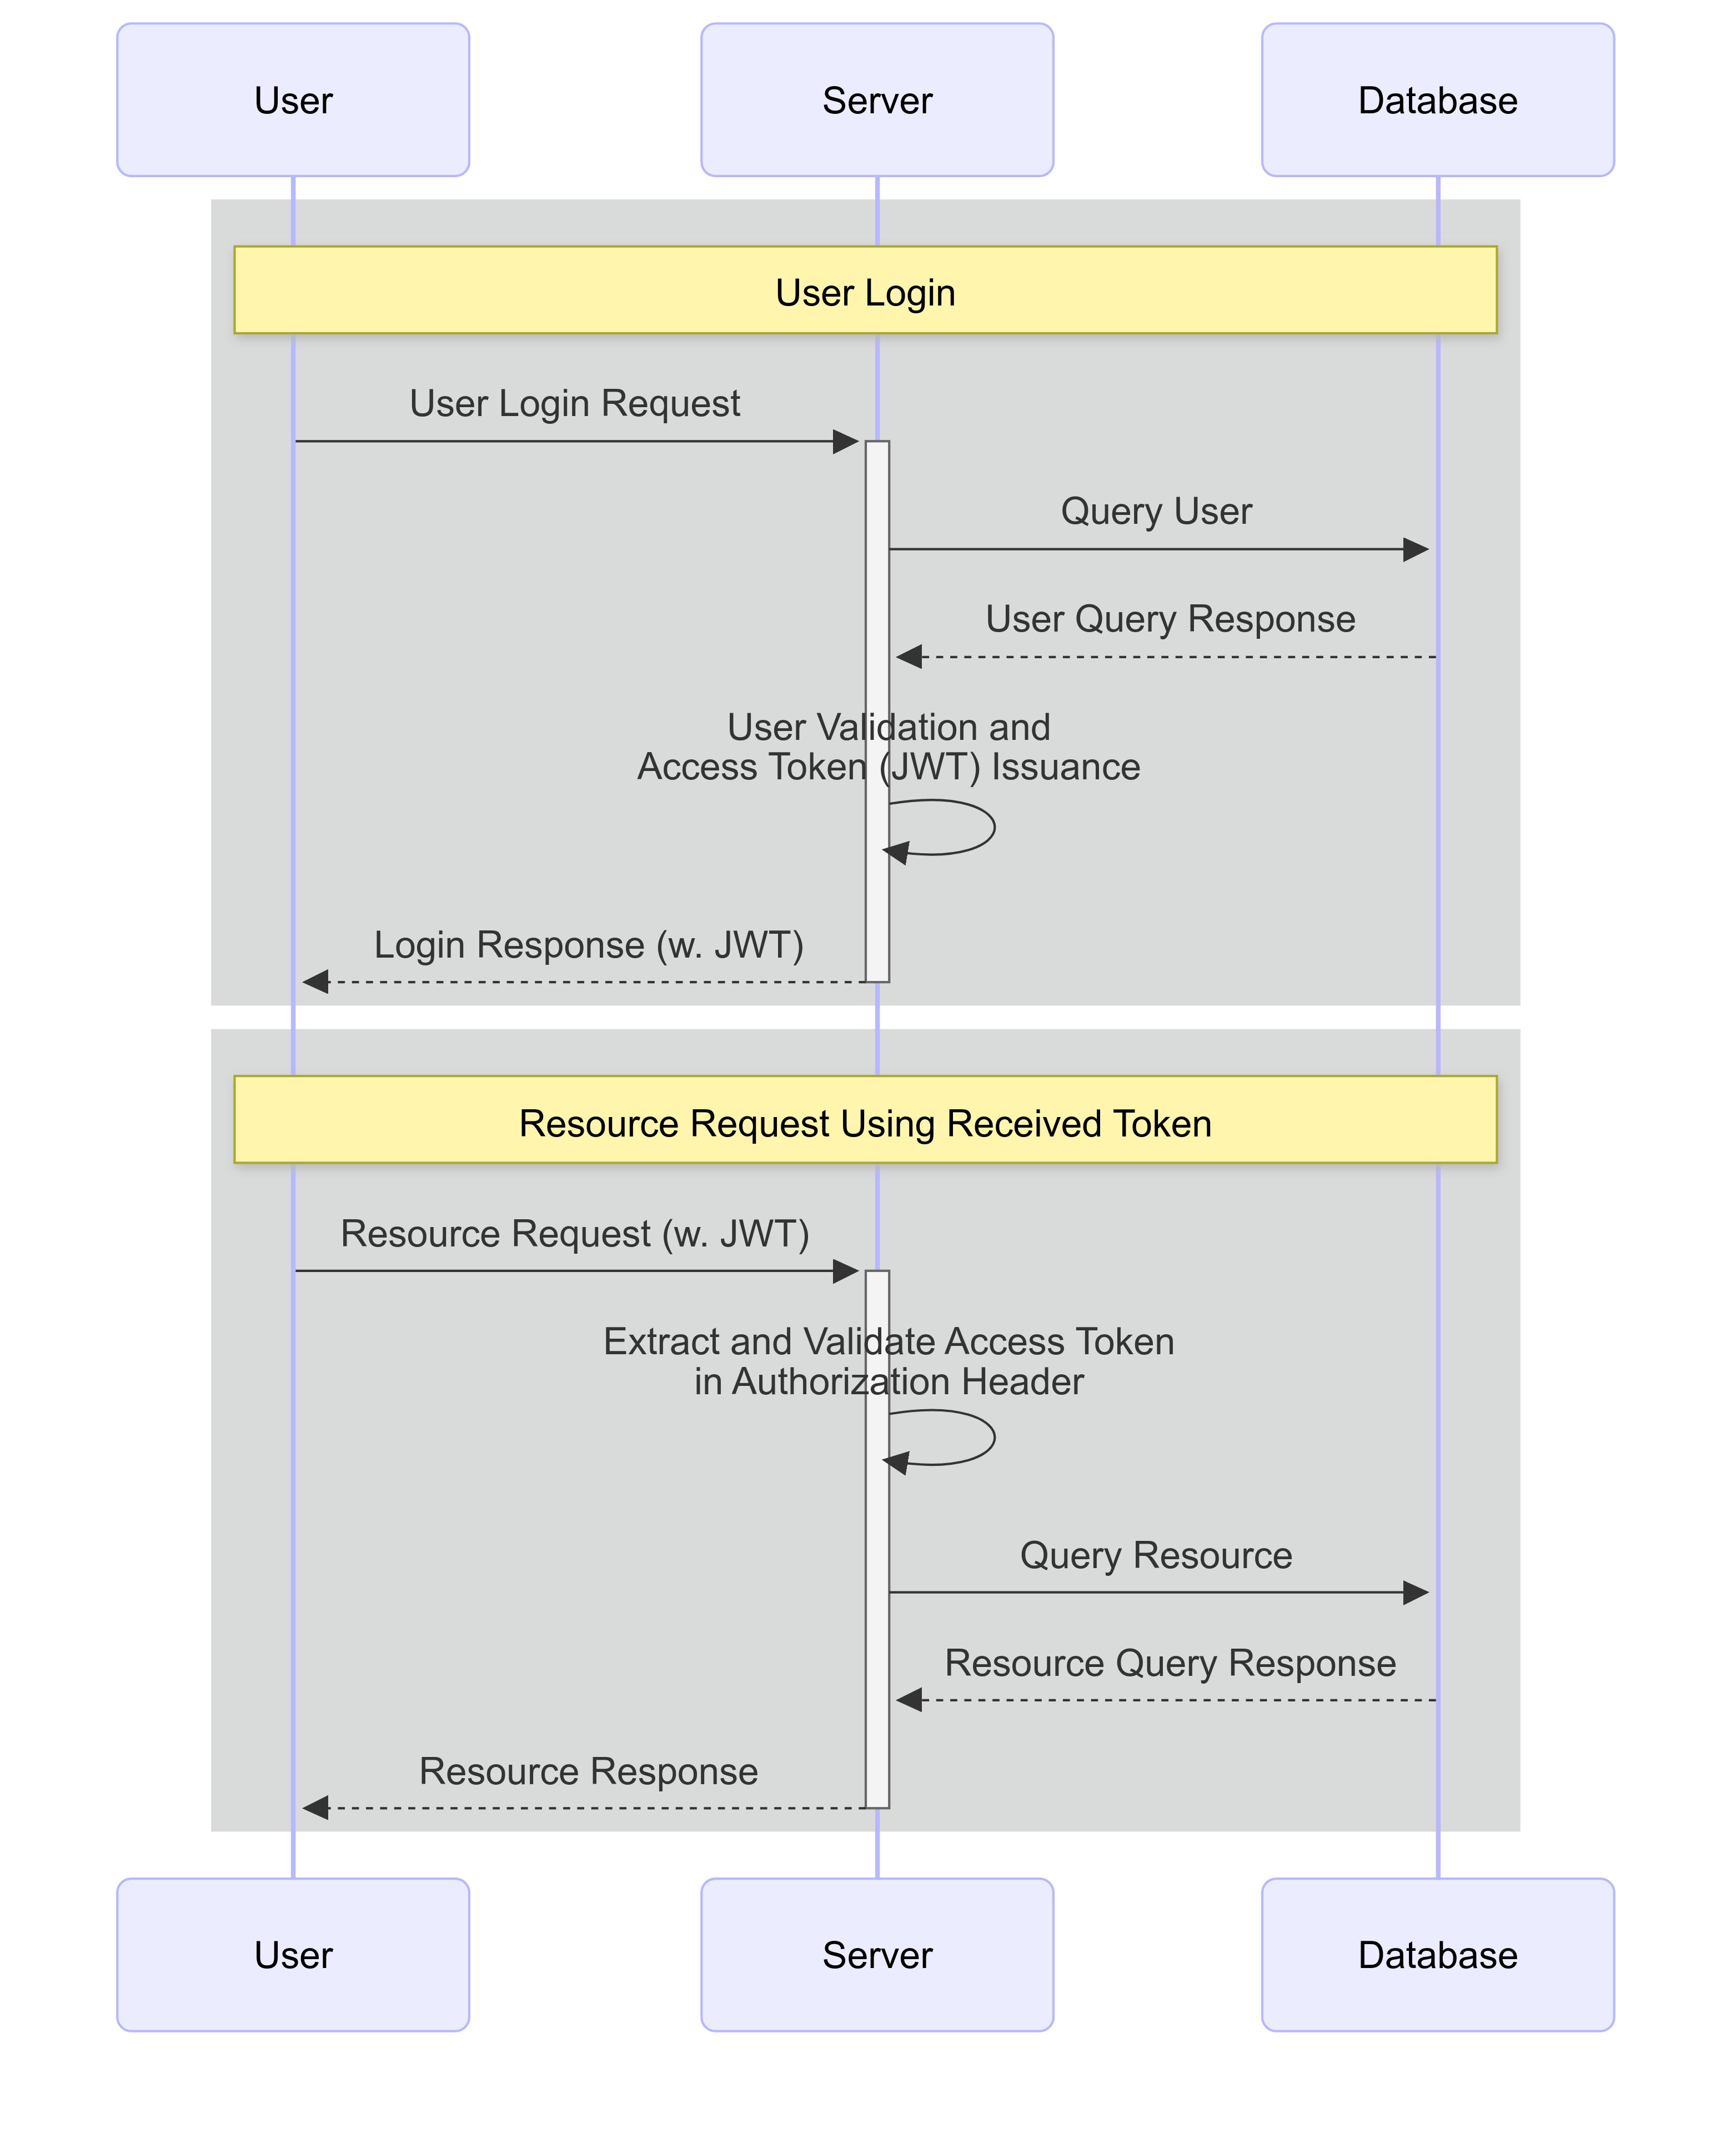 User
Server
Database
User Login
User Login Request
Query User
User Query Response
User Validation and
Access Token (JWT) Issuance
Login Response (w. JWT)
Resource Request Using Received Token
Resource Request (w. JWT)
Extract and Validate Access Token
in Authorization Header
Query Resource
Resource Query Response
Resource Response
User
Server
Database